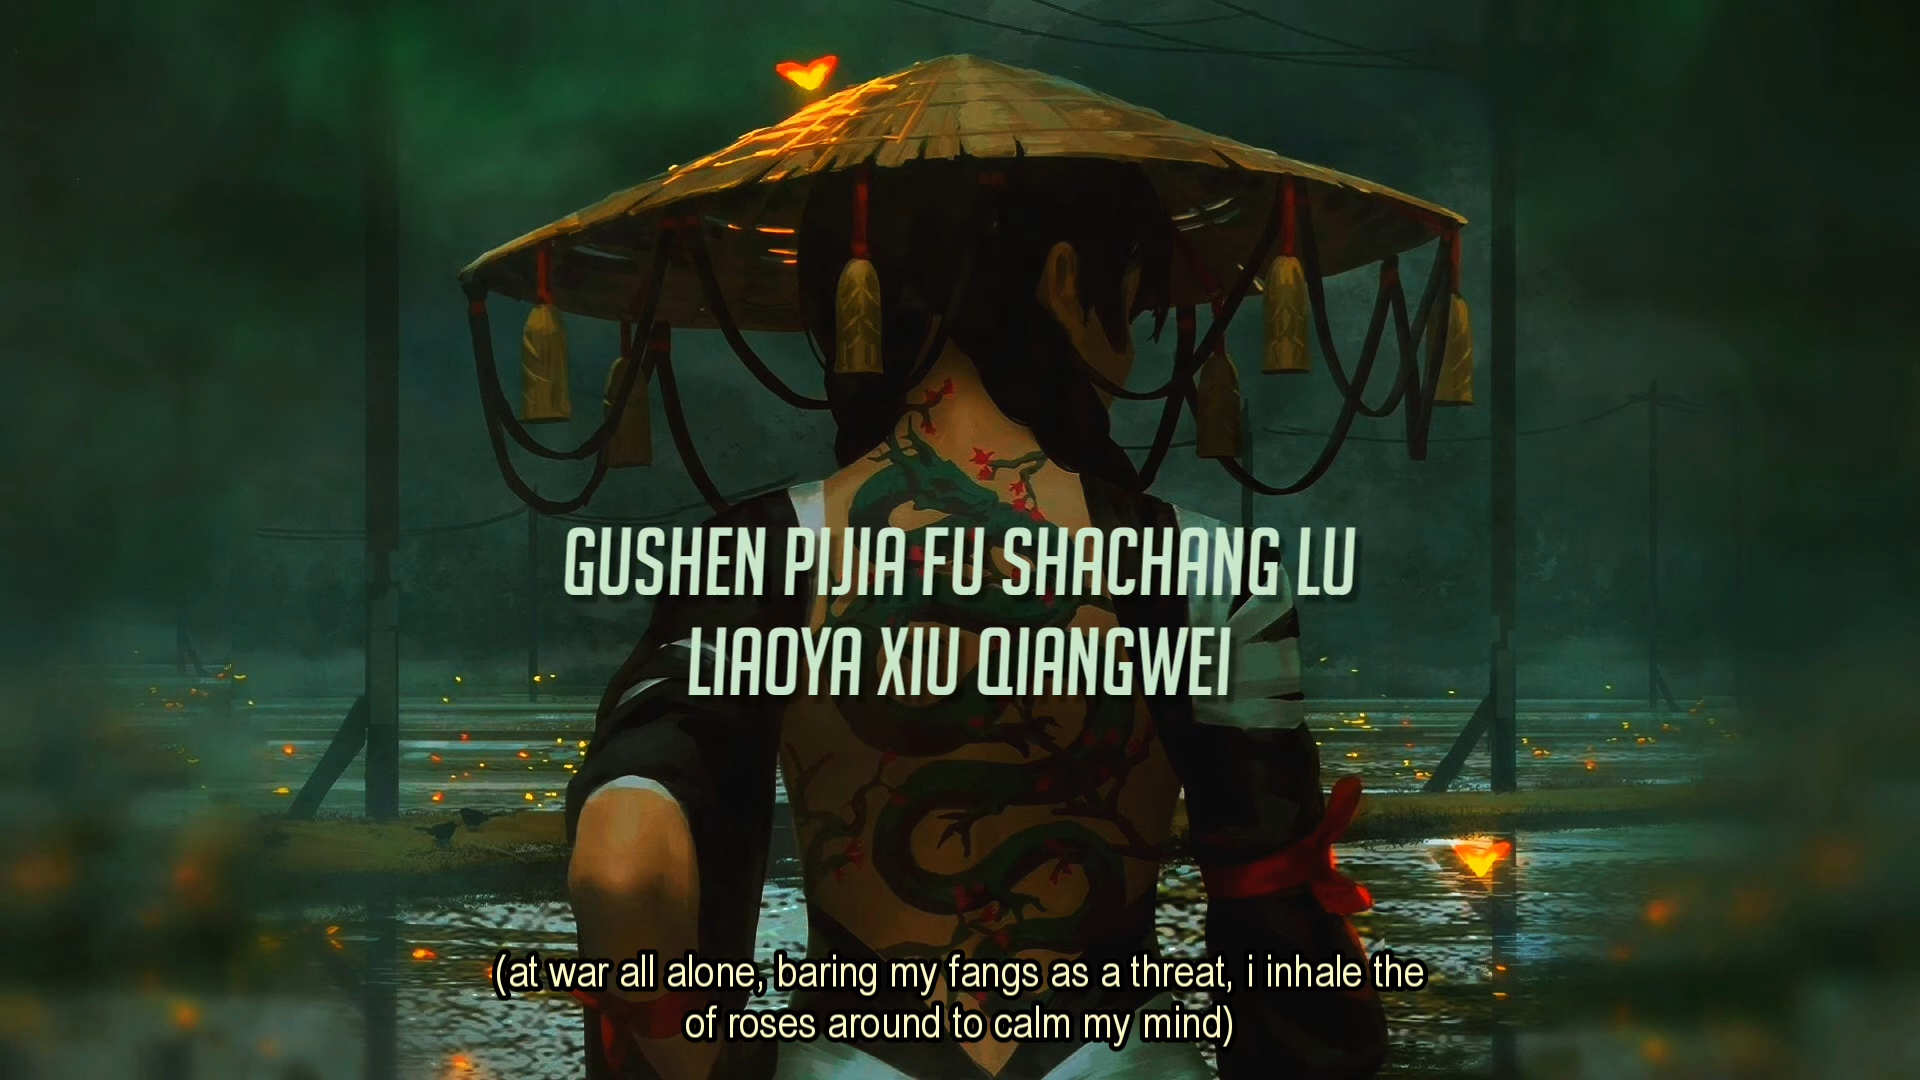 GUSHEN PIJIA FU SHACHANG LU
LIAOYA XIU QIANGWEI
(at war all alone, baring my fangs as a threat, i inhale the
of roses around to calm my mind)